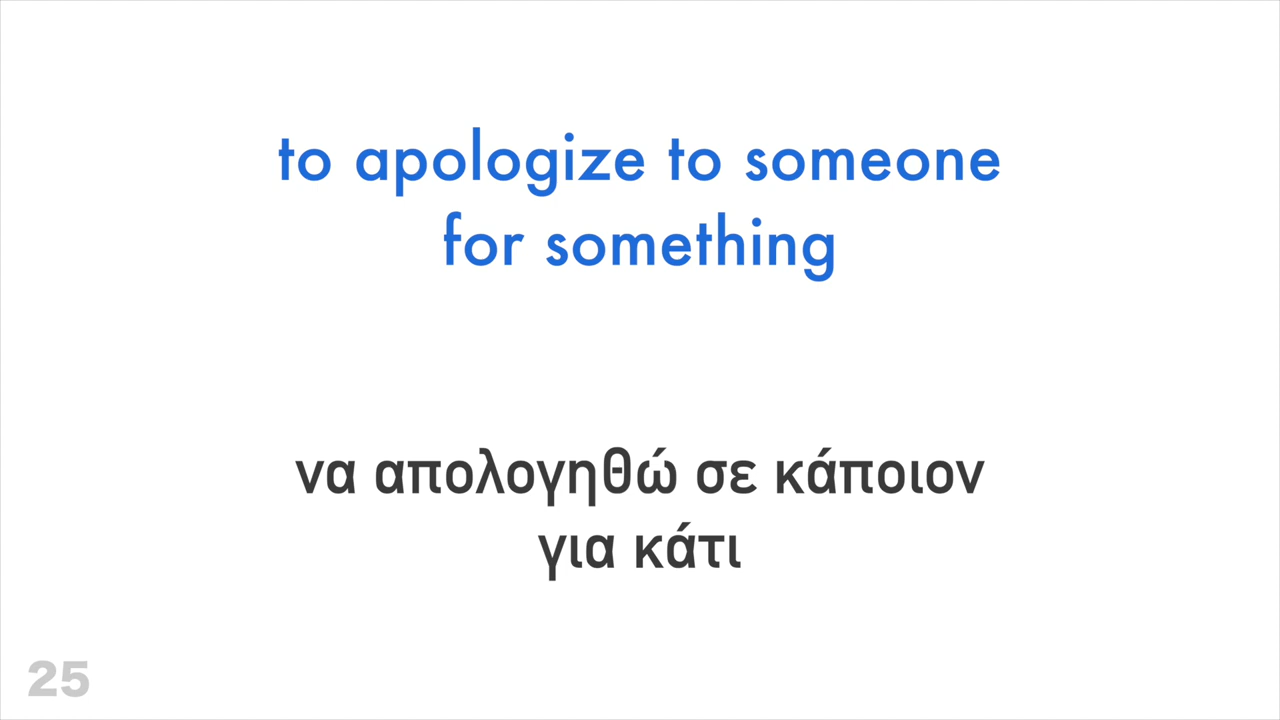 to apologize to someone
for something
να απολογηθώ σε κάποιον
για κάτι
25